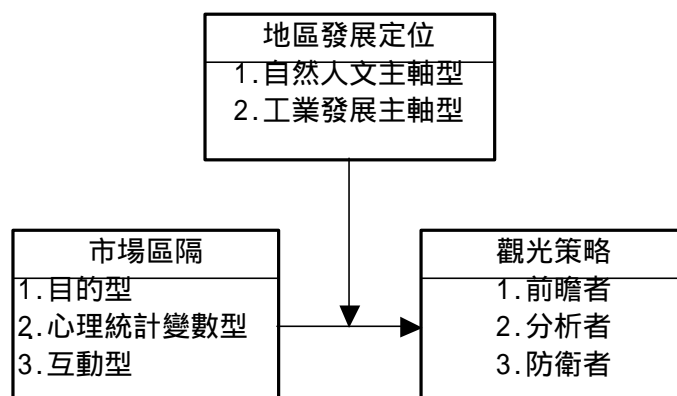 地區發展定位
1.自然人文主軸型
2.工業發展主軸型
市場區隔
1.目的型
2.心理統計變數型
3.互動型
觀光策略
1.前瞻者
2.分析者
3.防衛者